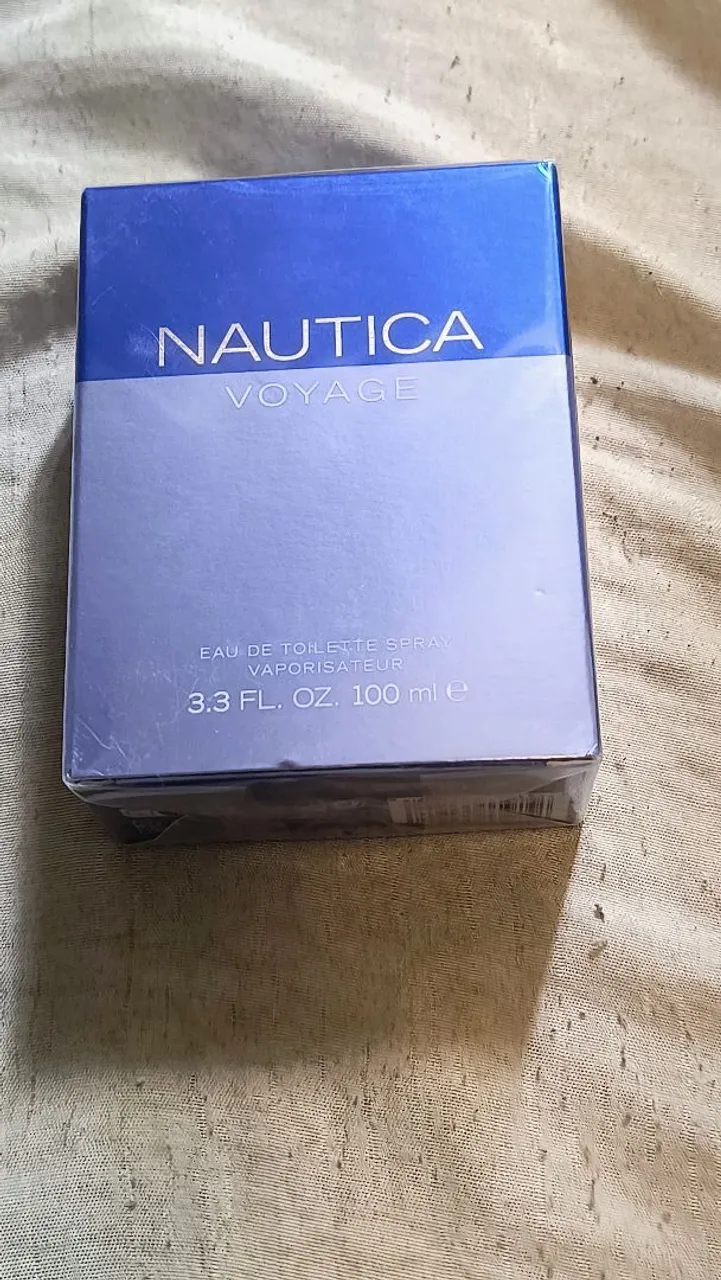 NAUTICA
VOYAGE
EAU DE TOILETTE SPRAY
VAPORISATEUR
3.3 FL. OZ. 100 ml ℮